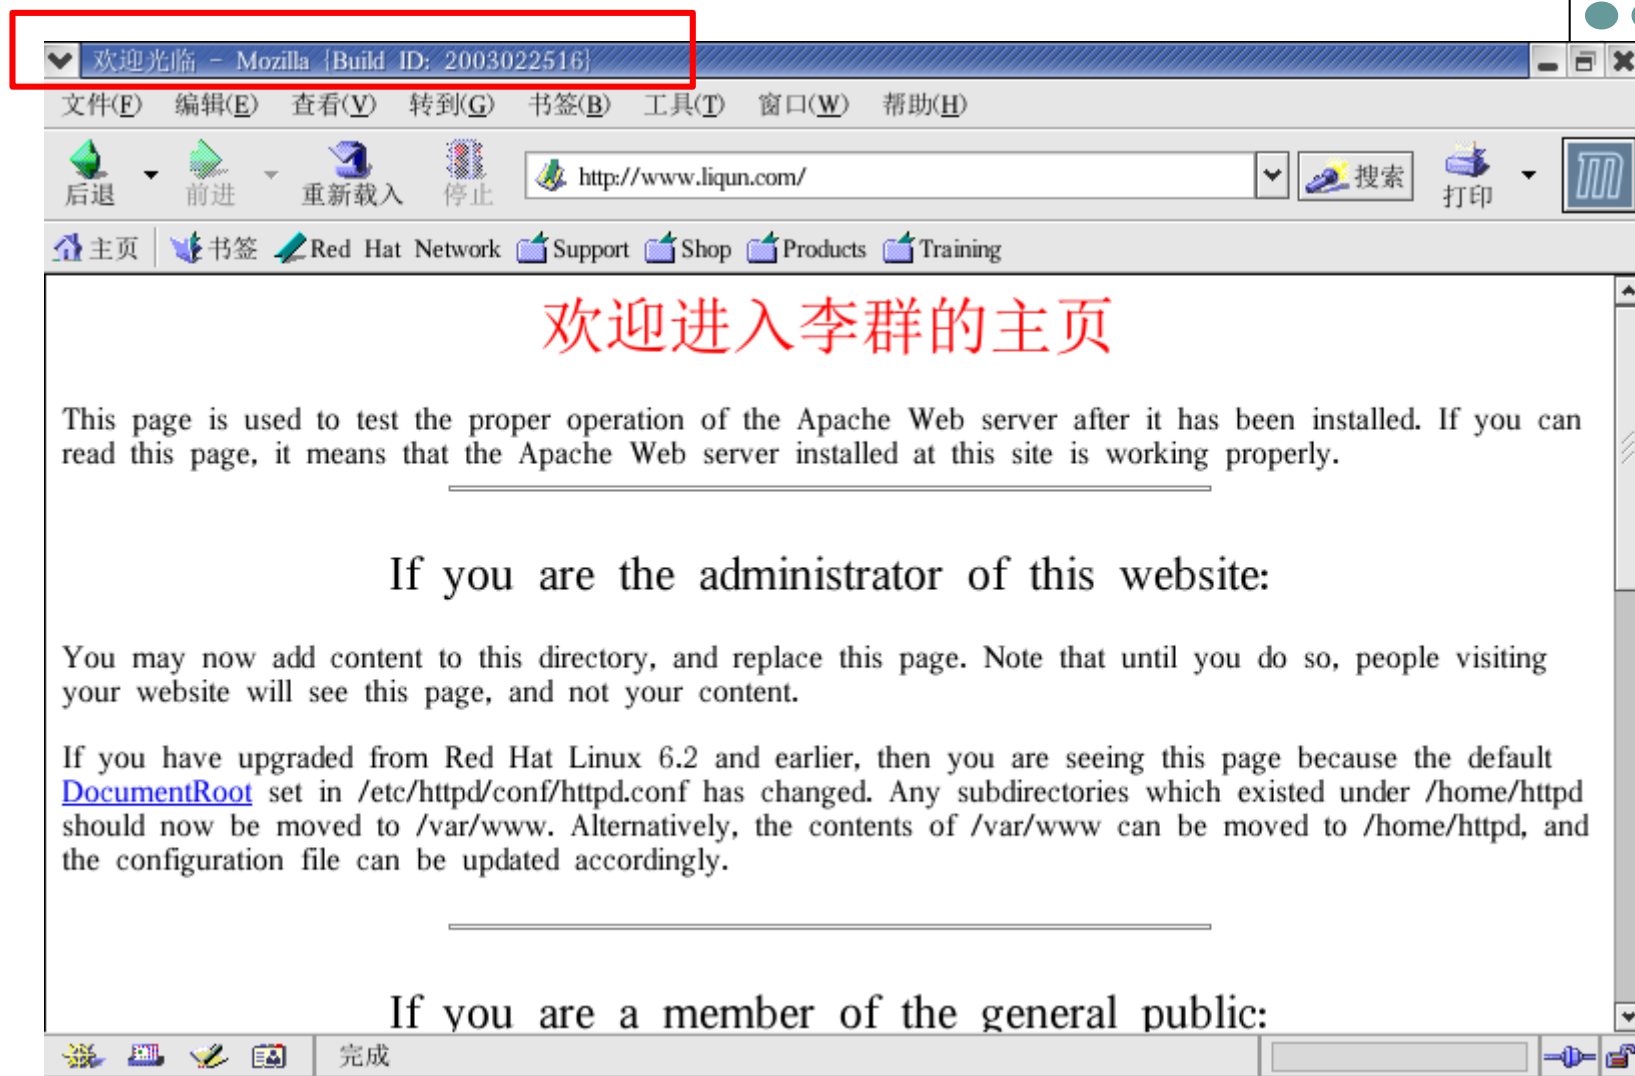 欢迎光临 - Mozilla {Build ID: 2003022516}
文件(F) 编辑(E) 查看(V) 转到(G) 书签(B) 工具(T) 窗口(W) 帮助(H)
后退 前进 重新载入 停止 http://www.liqun.com/ 搜索 打印
主页 书签 Red Hat Network Support Shop Products Training
欢迎进入李群的主页
This page is used to test the proper operation of the Apache Web server after it has been installed. If you can
read this page, it means that the Apache Web server installed at this site is working properly.
If you are the administrator of this website:
You may now add content to this directory, and replace this page. Note that until you do so, people visiting
your website will see this page, and not your content.
If you have upgraded from Red Hat Linux 6.2 and earlier, then you are seeing this page because the default
DocumentRoot set in /etc/httpd/conf/httpd.conf has changed. Any subdirectories which existed under /home/httpd
should now be moved to /var/www. Alternatively, the contents of /var/www can be moved to /home/httpd, and
the configuration file can be updated accordingly.
If you are a member of the general public:
完成